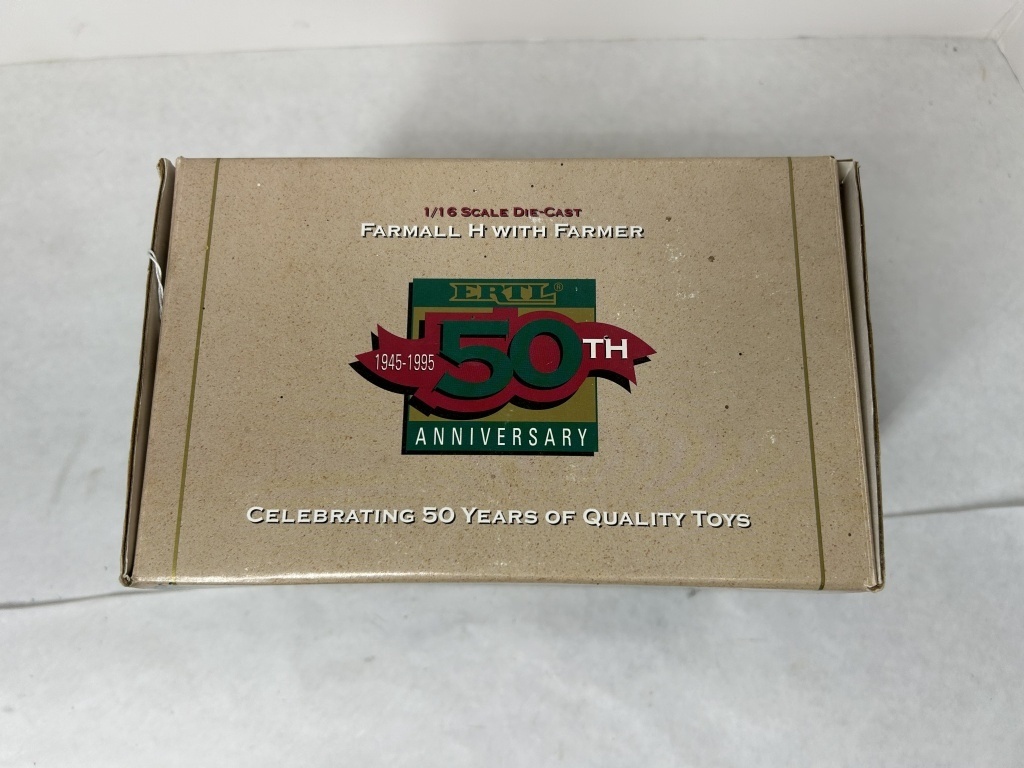 1/16 Scale Die-Cast
Farmall H with Farmer
ERTL®
1945-1995 50TH
ANNIVERSARY
Celebrating 50 Years of Quality Toys